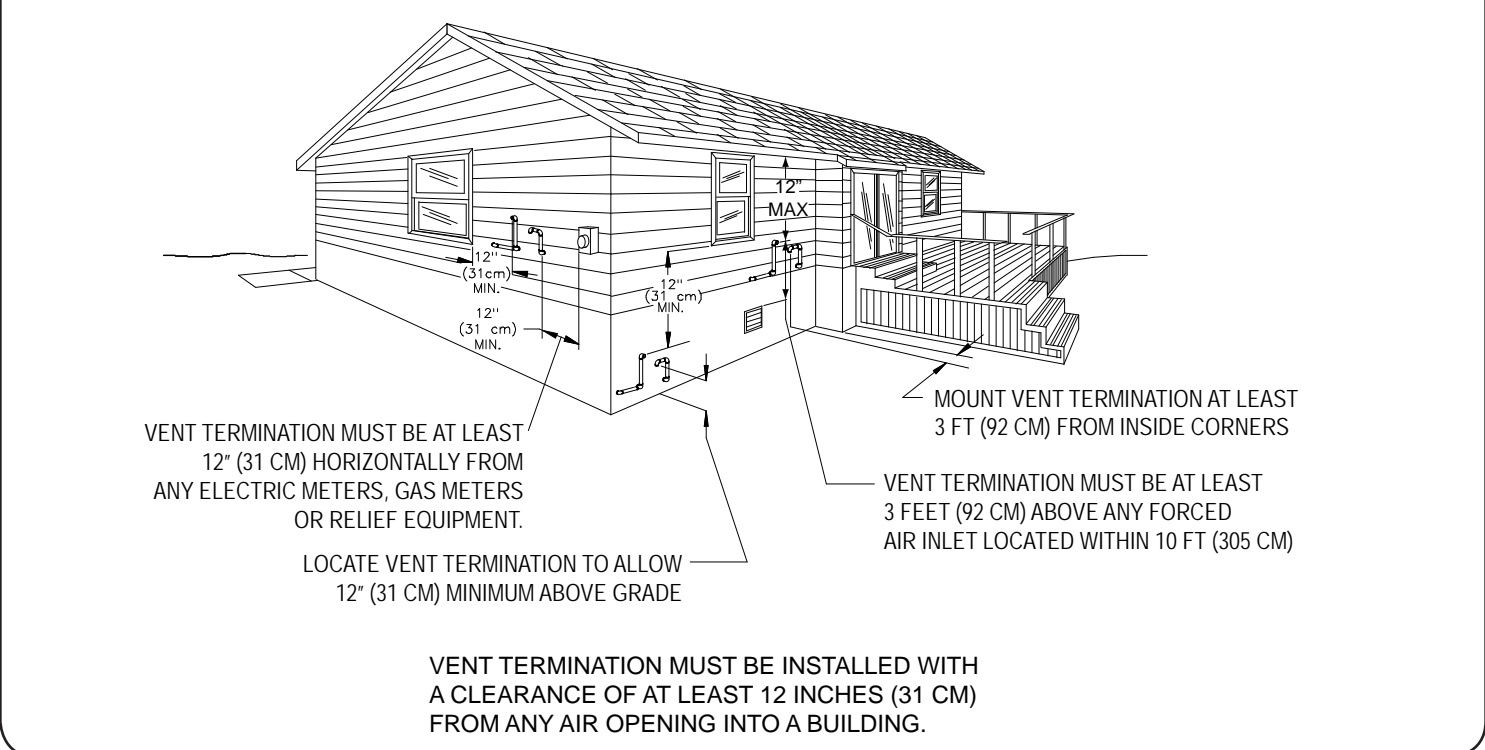 12"
MAX
12"
(31cm)
MIN.
12"
(31 cm)
MIN.
12"
(31 cm)
MIN.
MOUNT VENT TERMINATION AT LEAST
3 FT (92 CM) FROM INSIDE CORNERS
VENT TERMINATION MUST BE AT LEAST
12" (31 CM) HORIZONTALLY FROM
ANY ELECTRIC METERS, GAS METERS
OR RELIEF EQUIPMENT.
VENT TERMINATION MUST BE AT LEAST
3 FEET (92 CM) ABOVE ANY FORCED
AIR INLET LOCATED WITHIN 10 FT (305 CM)
LOCATE VENT TERMINATION TO ALLOW
12" (31 CM) MINIMUM ABOVE GRADE
VENT TERMINATION MUST BE INSTALLED WITH
A CLEARANCE OF AT LEAST 12 INCHES (31 CM)
FROM ANY AIR OPENING INTO A BUILDING.